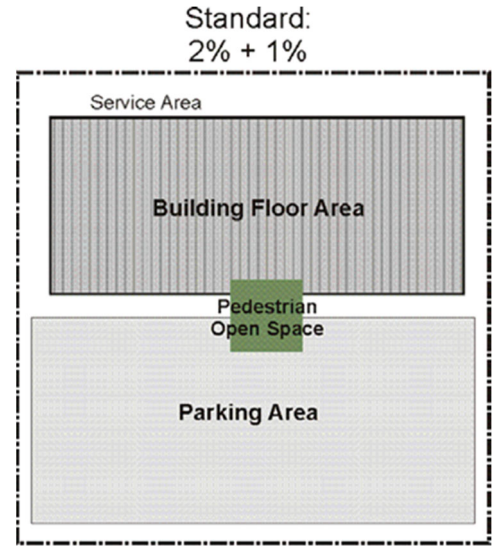 Standard:
2% + 1%
Service Area
Building Floor Area
Pedestrian
Open Space
Parking Area